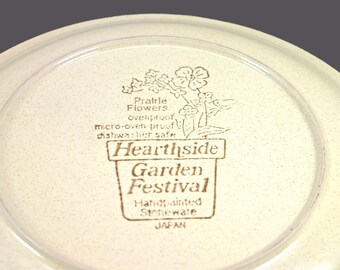 Prairie
Flowers
ovenproof
micro-oven-proof
dishwasher safe
Hearthside
Garden
Festival
Handpainted
Stoneware
JAPAN